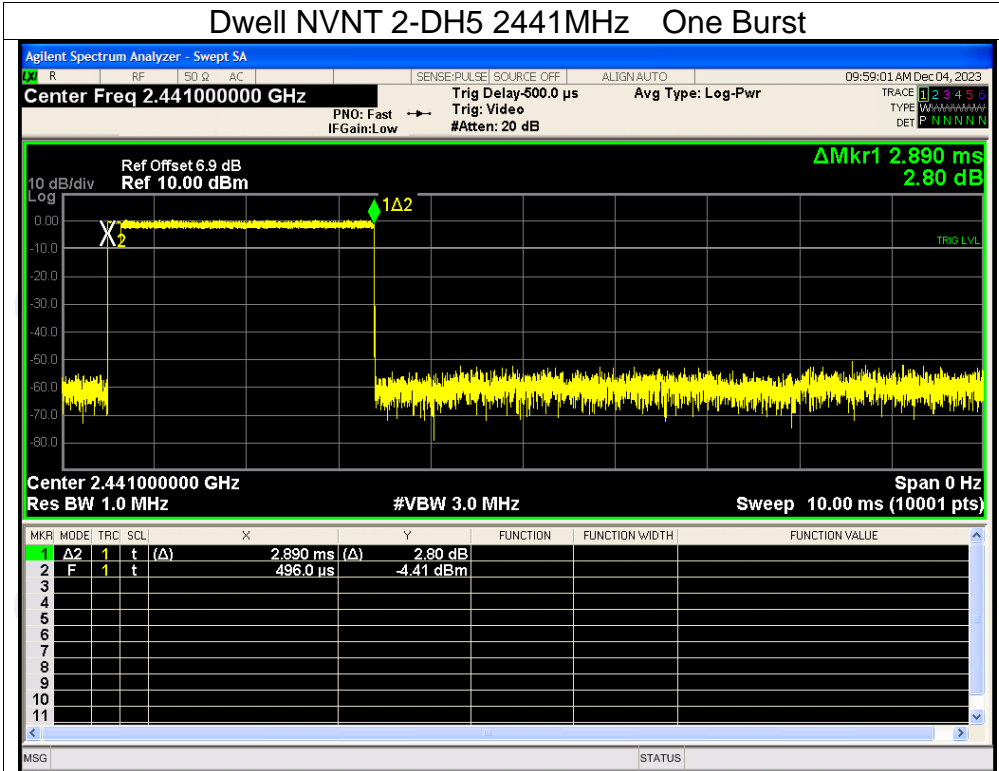 Dwell NVNT 2-DH5 2441MHz One Burst
Agilent Spectrum Analyzer - Swept SA
LXI R RF 50 Ω AC SENSE:PULSE SOURCE OFF ALIGN AUTO 09:59:01 AM Dec 04, 2023
Center Freq 2.441000000 GHz
PNO: Fast
IFGain:Low
Trig Delay-500.0 µs
Trig: Video
#Atten: 20 dB
Avg Type: Log-Pwr
TRACE 1 2 3 4 5 6
TYPE WWWWWW
DET P N N N N N
ΔMkr1 2.890 ms
2.80 dB
Ref Offset 6.9 dB
10 dB/div Ref 10.00 dBm
Log
0.00
-10.0
-20.0
-30.0
-40.0
-50.0
-60.0
-70.0
-80.0
X2
1Δ2
TRIG LVL
Center 2.441000000 GHz Span 0 Hz
Res BW 1.0 MHz #VBW 3.0 MHz Sweep 10.00 ms (10001 pts)
MKR MODE TRC SCL X Y FUNCTION FUNCTION WIDTH FUNCTION VALUE
1 Δ2 1 t (Δ) 2.890 ms (Δ) 2.80 dB
2 F 1 t 496.0 µs -4.41 dBm
3
4
5
6
7
8
9
10
11
MSG STATUS